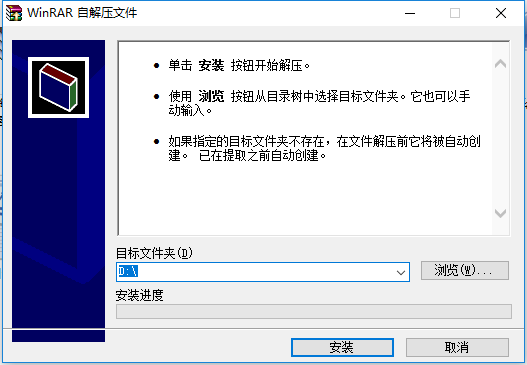 WinRAR 自解压文件
• 单击 安装 按钮开始解压。
• 使用 浏览 按钮从目录树中选择目标文件夹。它也可以手
动输入。
• 如果指定的目标文件夹不存在，在文件解压前它将被自动创
建。 已在提取之前自动创建。
目标文件夹(D)
D:\
浏览(W)...
安装进度
安装
取消